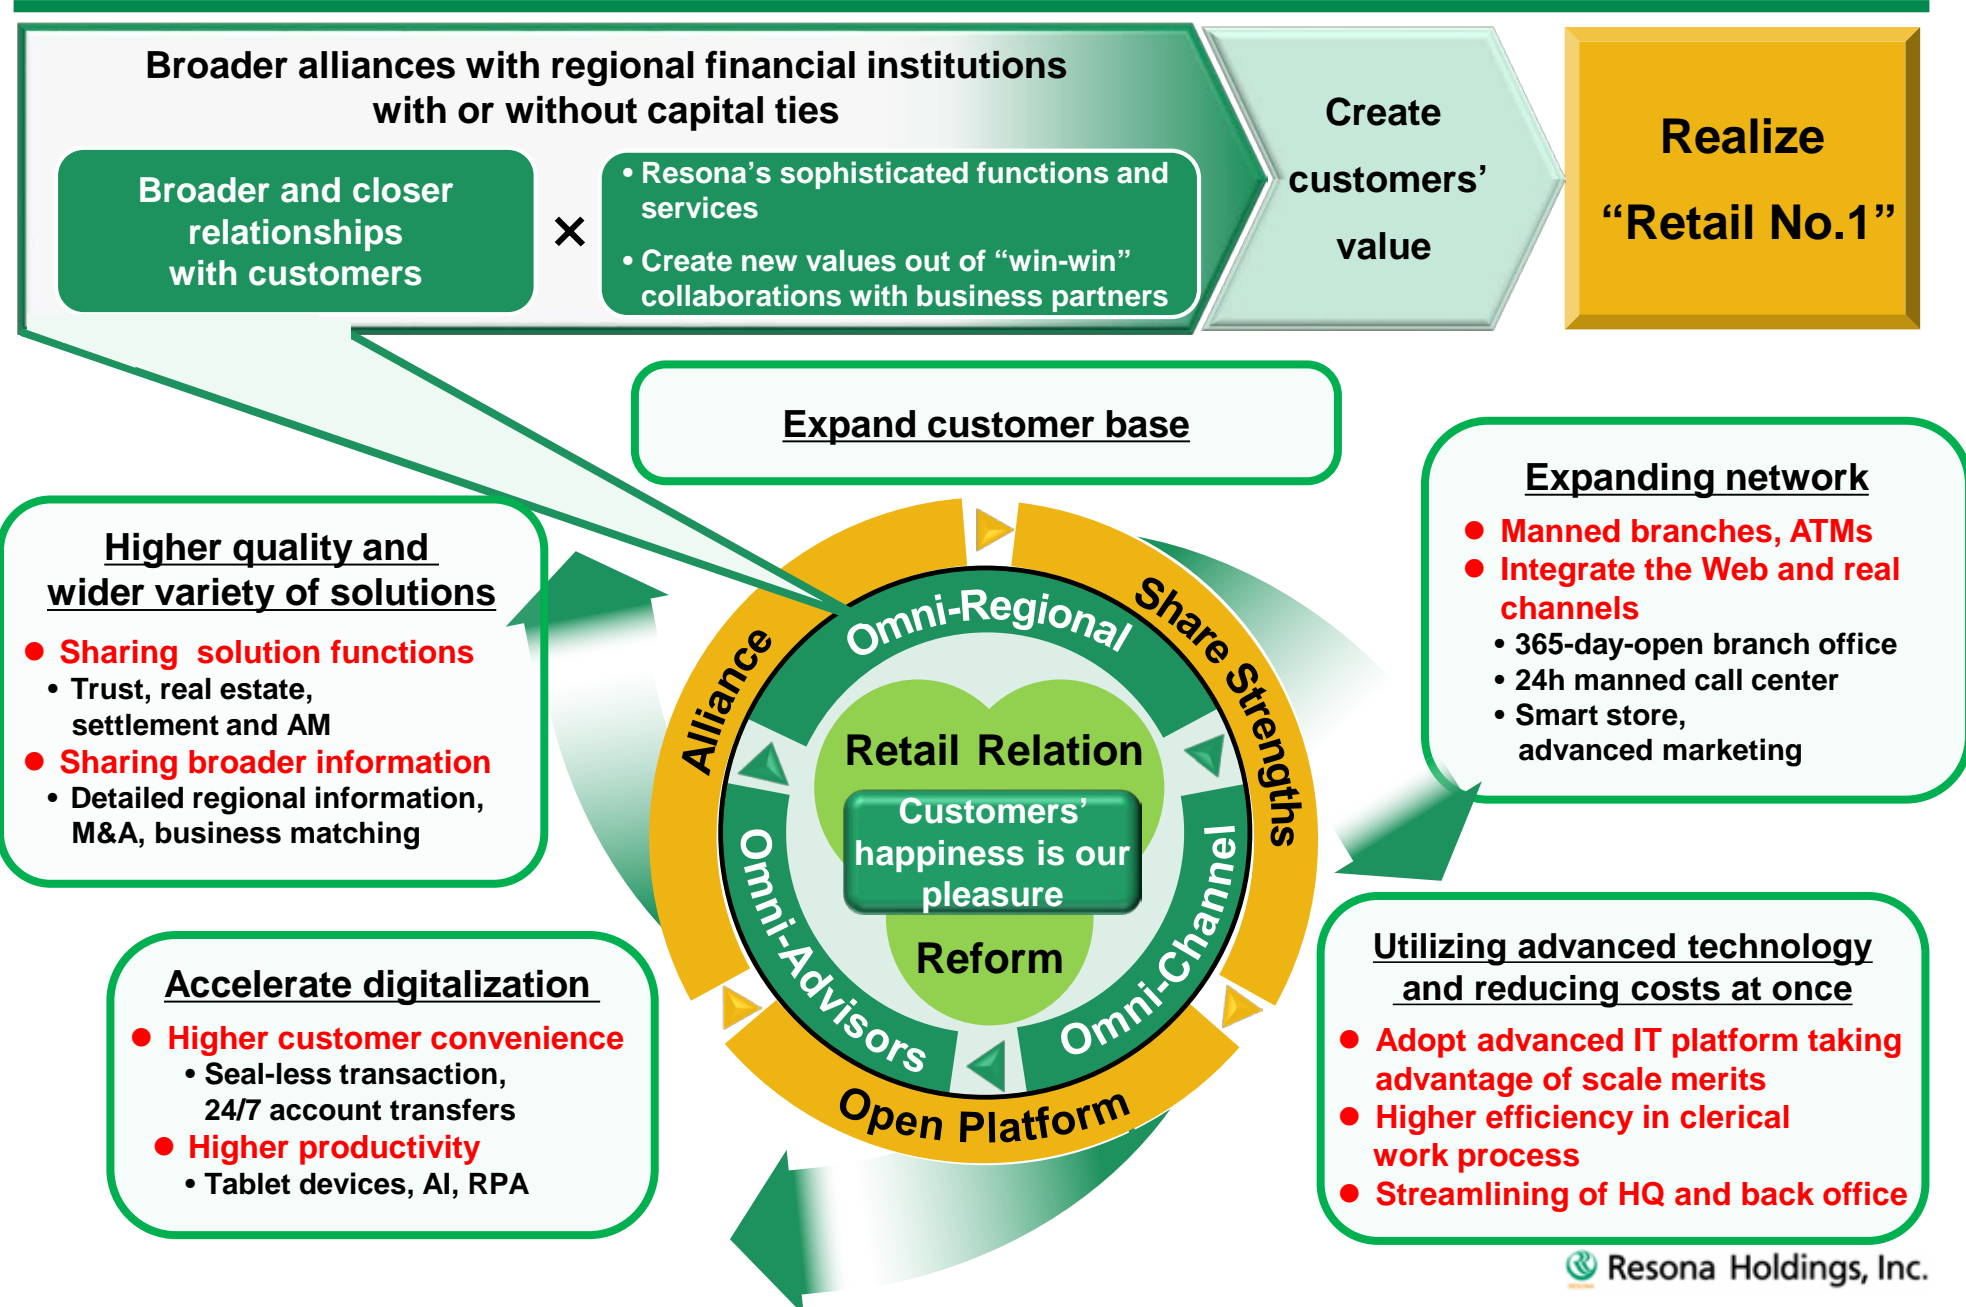 Broader alliances with regional financial institutions
with or without capital ties
Broader and closer
relationships
with customers
×
• Resona’s sophisticated functions and
services
• Create new values out of “win-win”
collaborations with business partners
Create
customers’
value
Realize
“Retail No.1”
Expand customer base
Higher quality and
wider variety of solutions
● Sharing solution functions
• Trust, real estate,
settlement and AM
● Sharing broader information
• Detailed regional information,
M&A, business matching
Expanding network
● Manned branches, ATMs
● Integrate the Web and real
channels
• 365-day-open branch office
• 24h manned call center
• Smart store,
advanced marketing
Alliance
Share Strengths
Open Platform
Omni-Regional
Omni-Channel
Omni-Advisors
Retail Relation
Customers’
happiness is our
pleasure
Reform
Accelerate digitalization
● Higher customer convenience
• Seal-less transaction,
24/7 account transfers
● Higher productivity
• Tablet devices, AI, RPA
Utilizing advanced technology
and reducing costs at once
● Adopt advanced IT platform taking
advantage of scale merits
● Higher efficiency in clerical
work process
● Streamlining of HQ and back office
Resona Holdings, Inc.